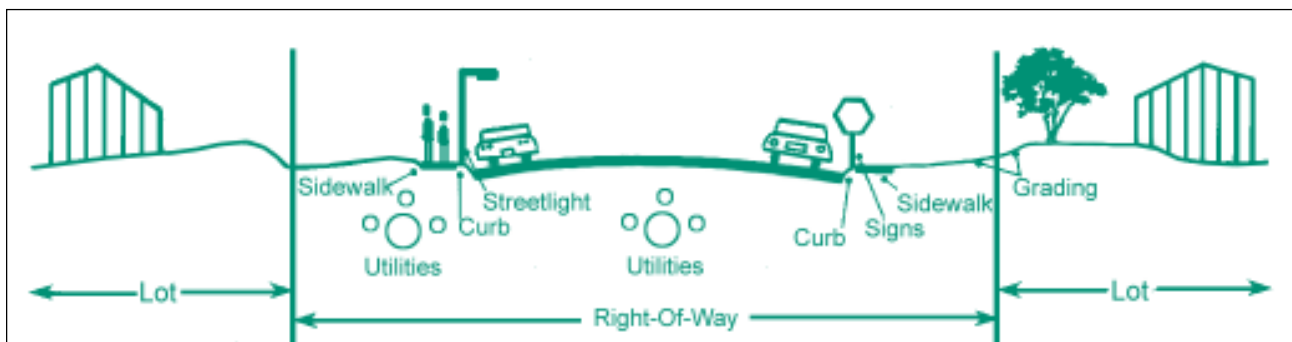 Sidewalk
Streetlight
Curb
Utilities
Utilities
Curb
Signs
Sidewalk
Grading
Lot
Right-Of-Way
Lot